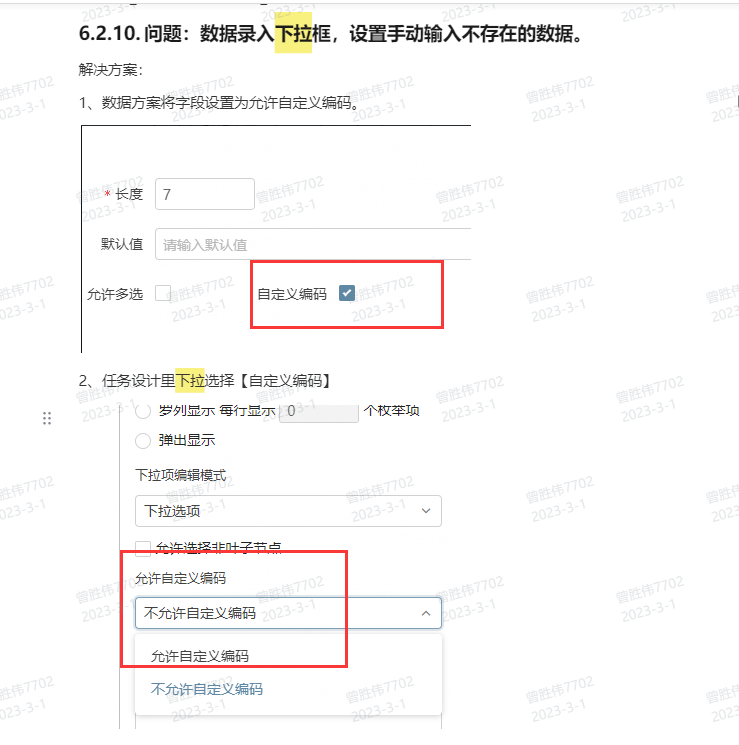 6.2.10. 问题：数据录入下拉框，设置手动输入不存在的数据。
解决方案：
1、数据方案将字段设置为允许自定义编码。
* 长度 7
默认值 请输入默认值
允许多选 自定义编码
2、任务设计里下拉选择【自定义编码】
罗列显示 每行显示 0 个枚举项
弹出显示
下拉项编辑模式
下拉选项
允许选择非叶子节点
允许自定义编码
不允许自定义编码
允许自定义编码
不允许自定义编码
曾胜伟7702
2023-3-1